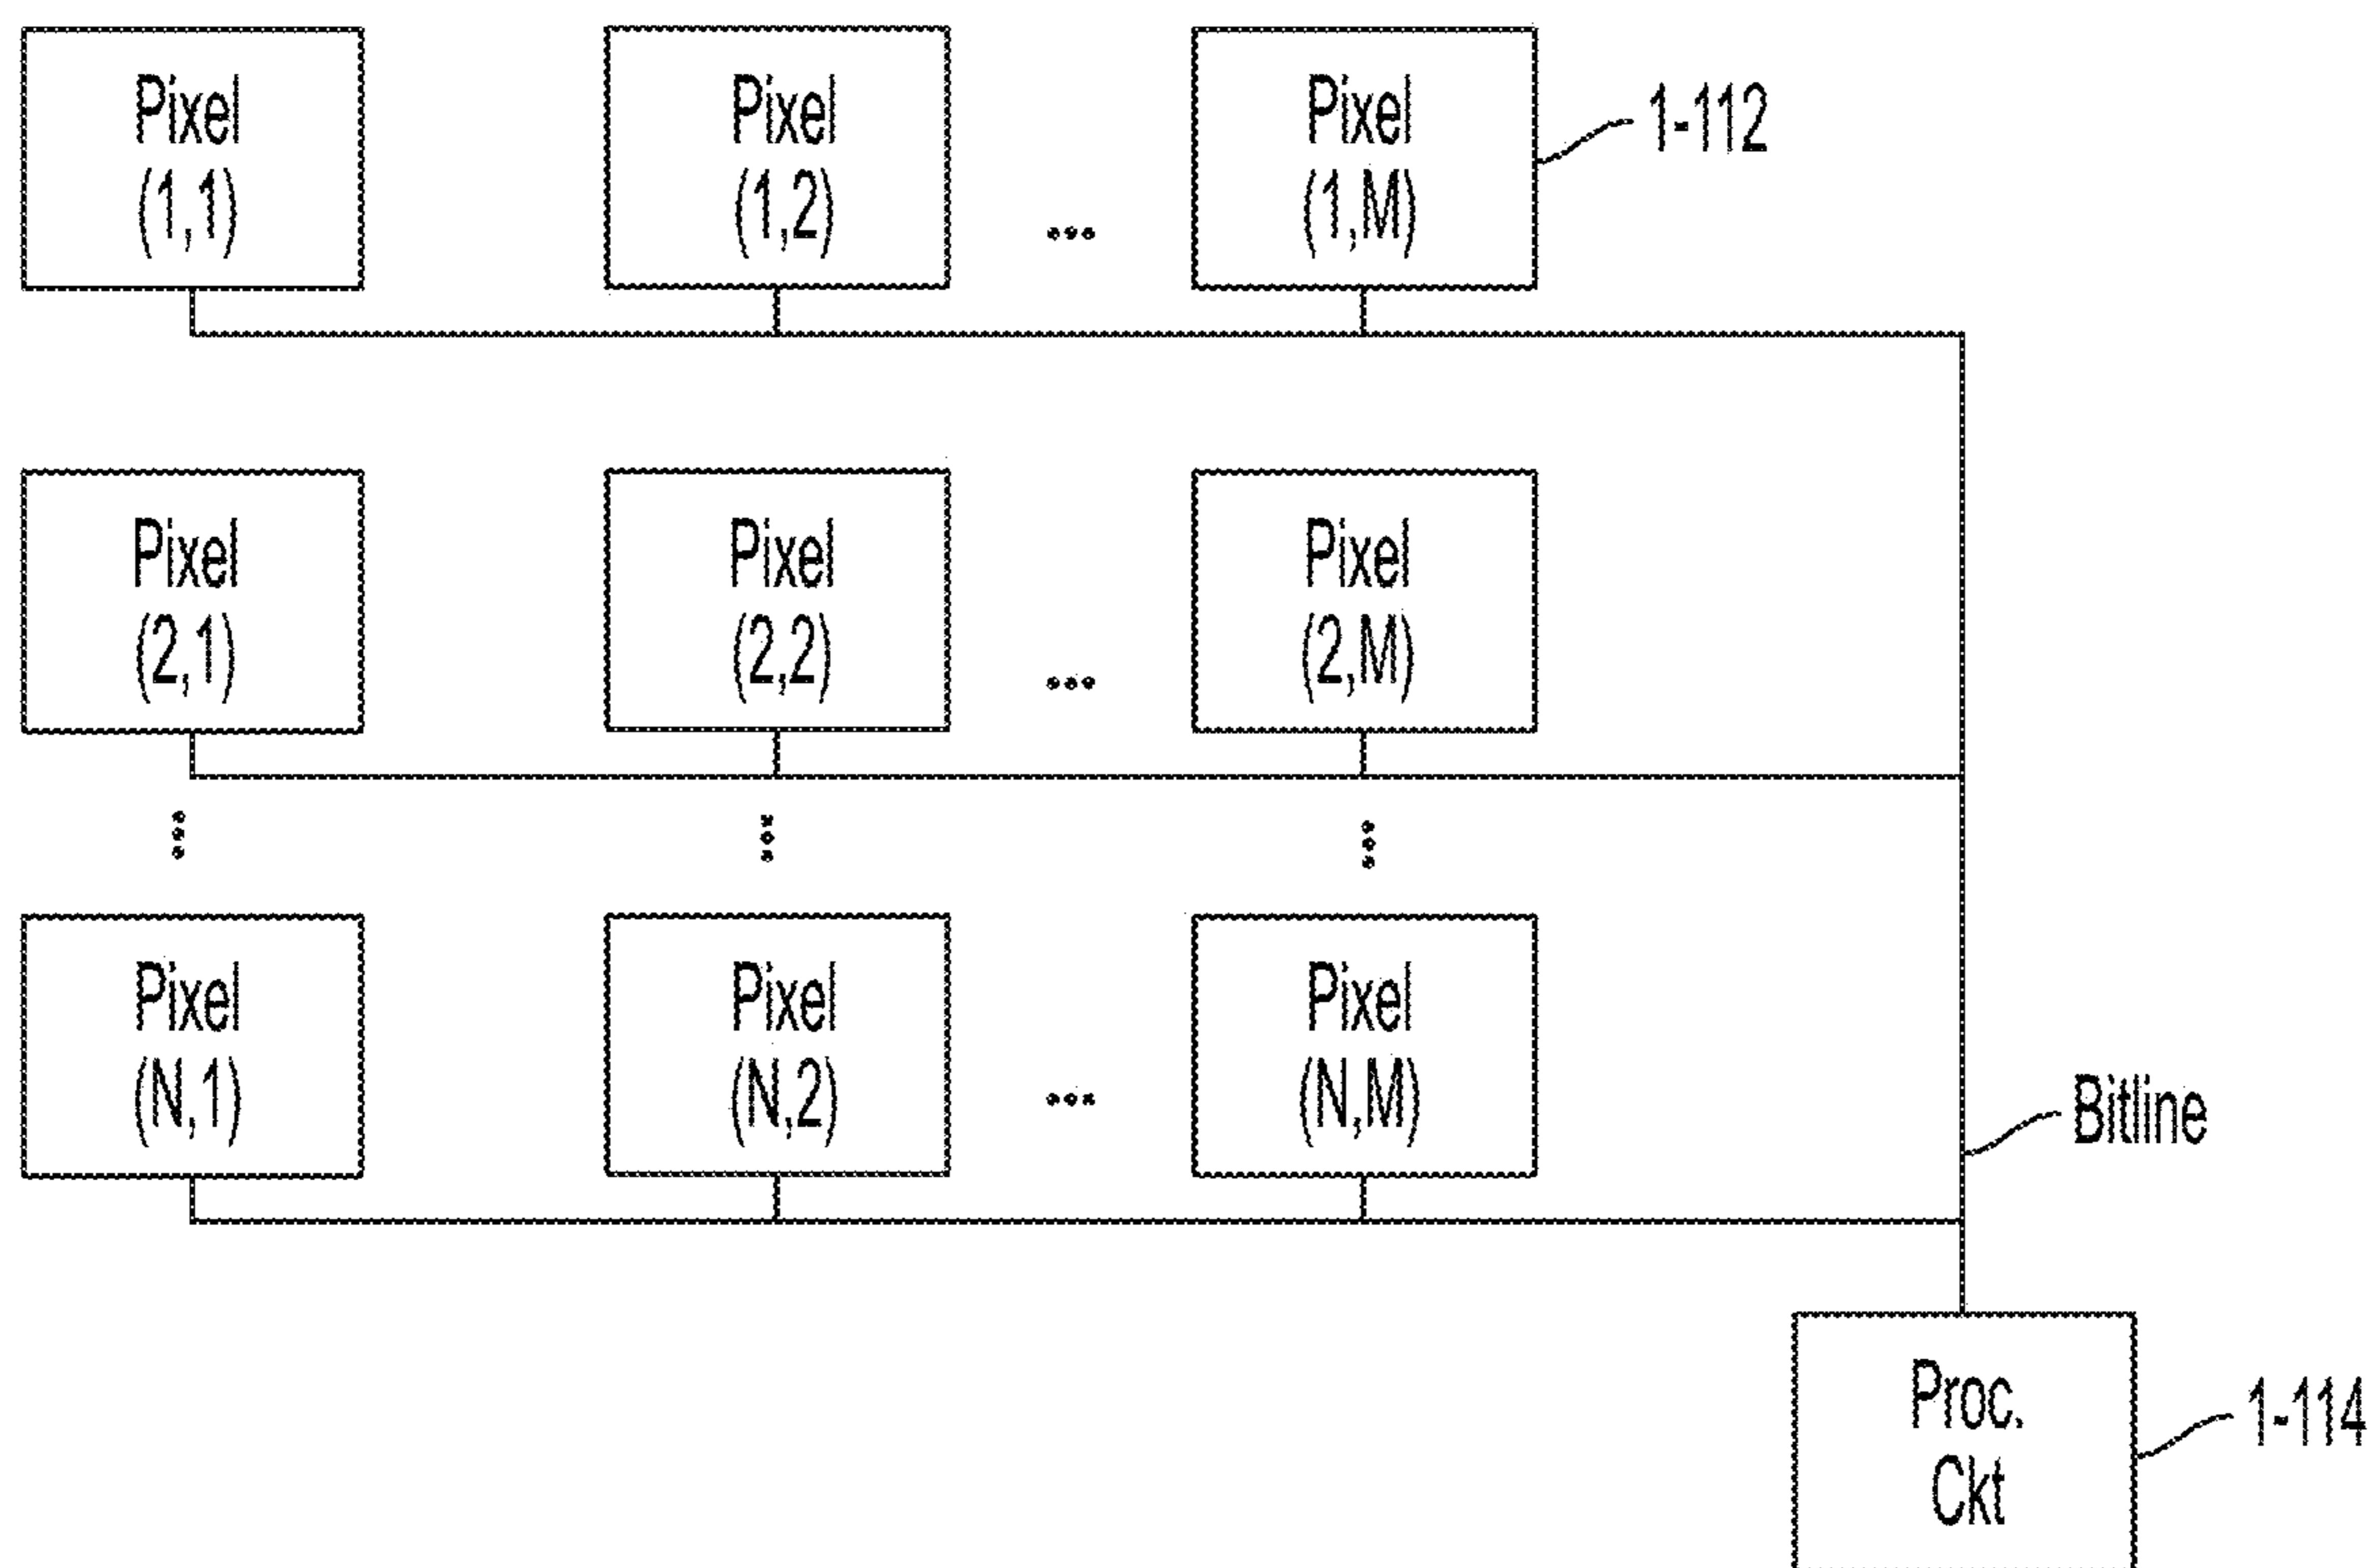 Pixel
(1,1)
Pixel
(1,2)
...
Pixel
(1,M)
1-112
Pixel
(2,1)
Pixel
(2,2)
...
Pixel
(2,M)
...
...
...
Pixel
(N,1)
Pixel
(N,2)
...
Pixel
(N,M)
Bitline
Proc.
Ckt
1-114